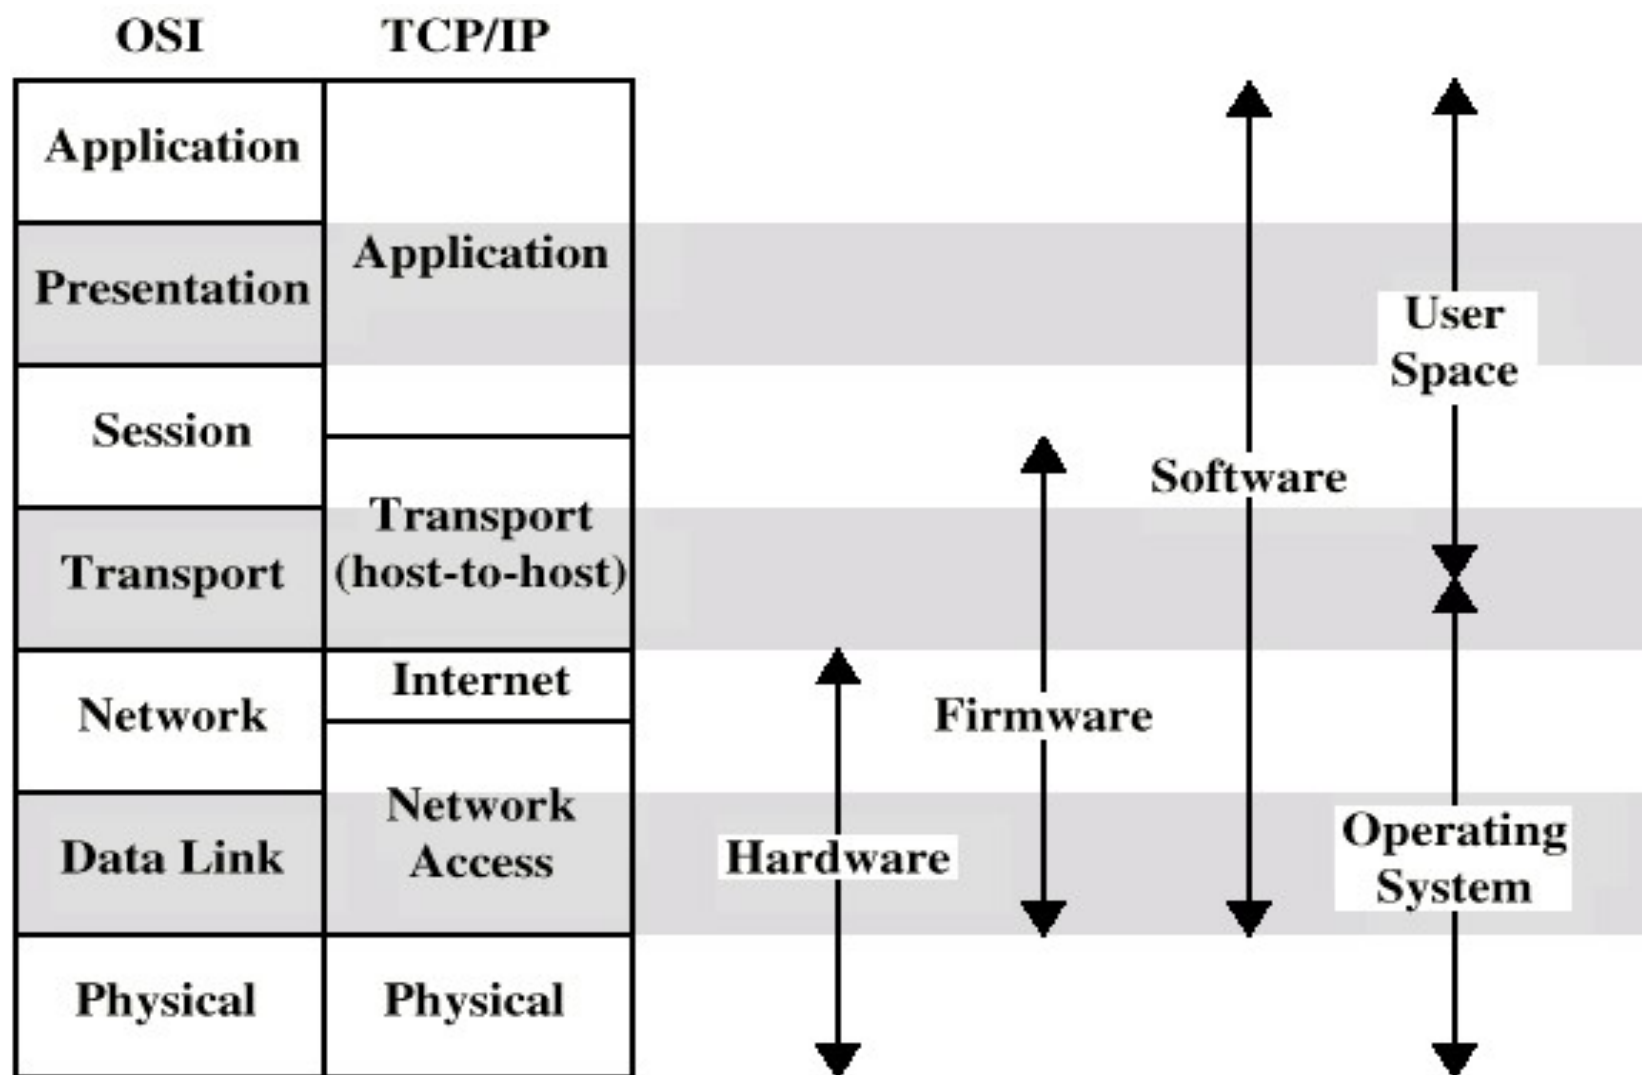 OSI
TCP/IP
Application
Presentation
Session
Transport
Network
Data Link
Physical
Application
Transport
(host-to-host)
Internet
Network
Access
Physical
Hardware
Firmware
Software
User
Space
Operating
System